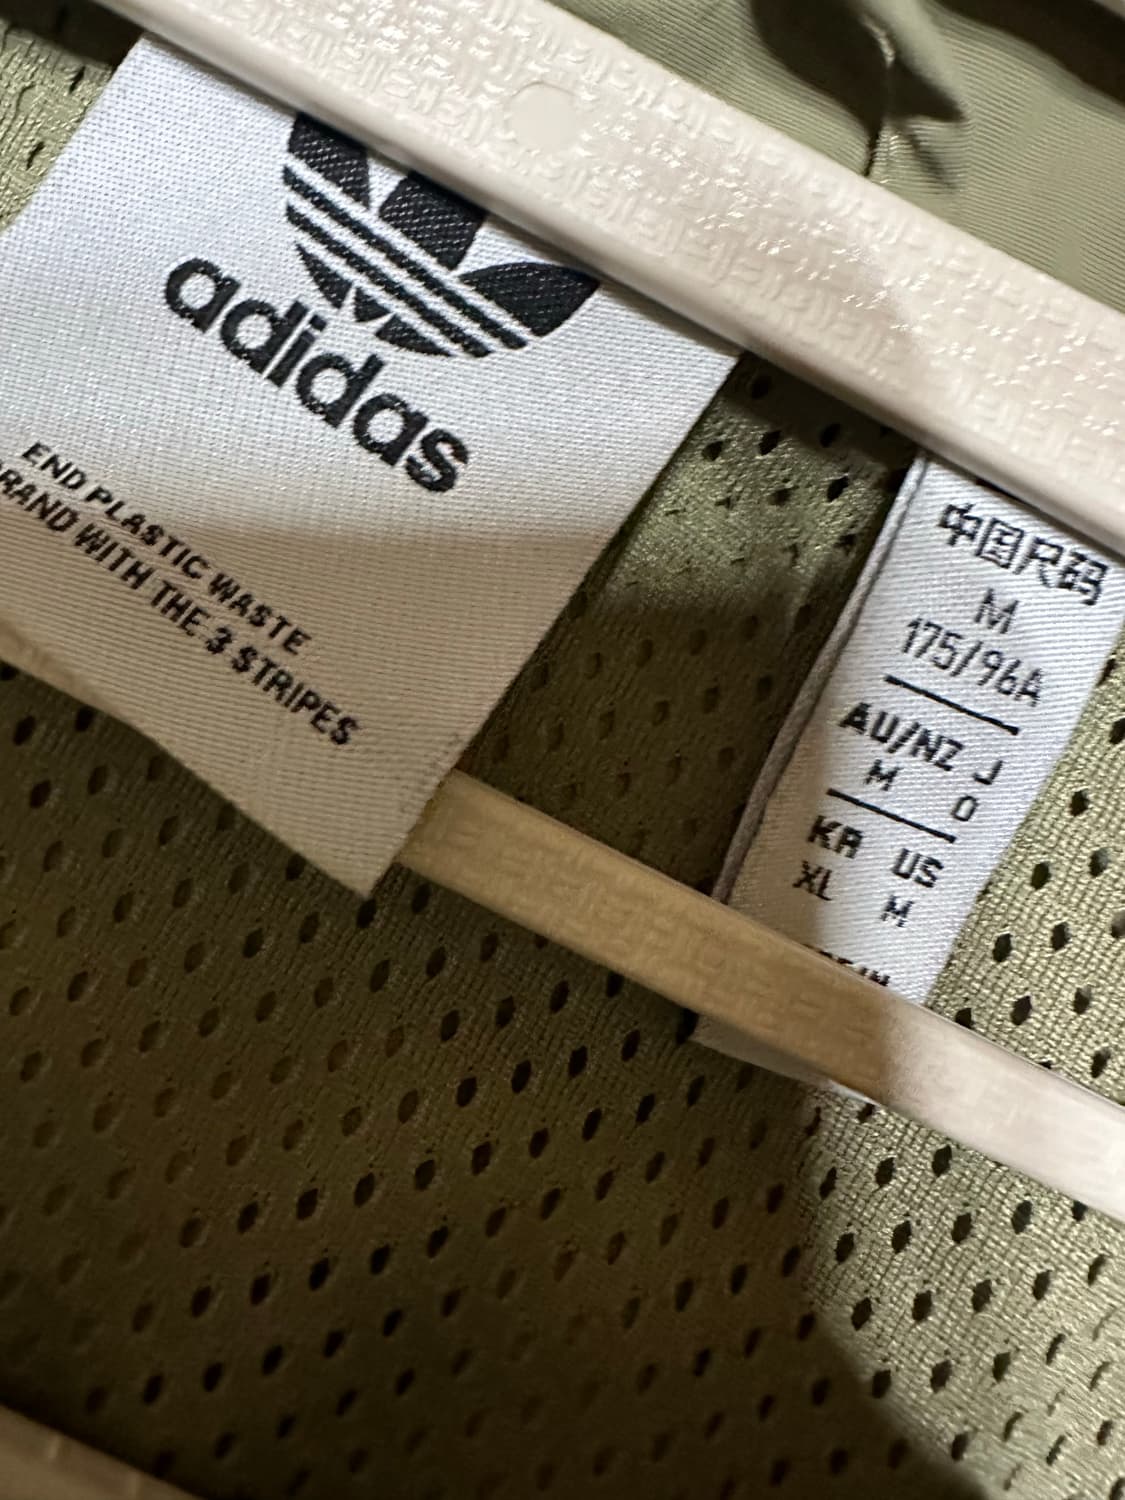 adidas
END PLASTIC WASTE
BRAND WITH THE 3 STRIPES
中国尺码
M
175/96A
AU/NZ J
M O
KR US
XL M